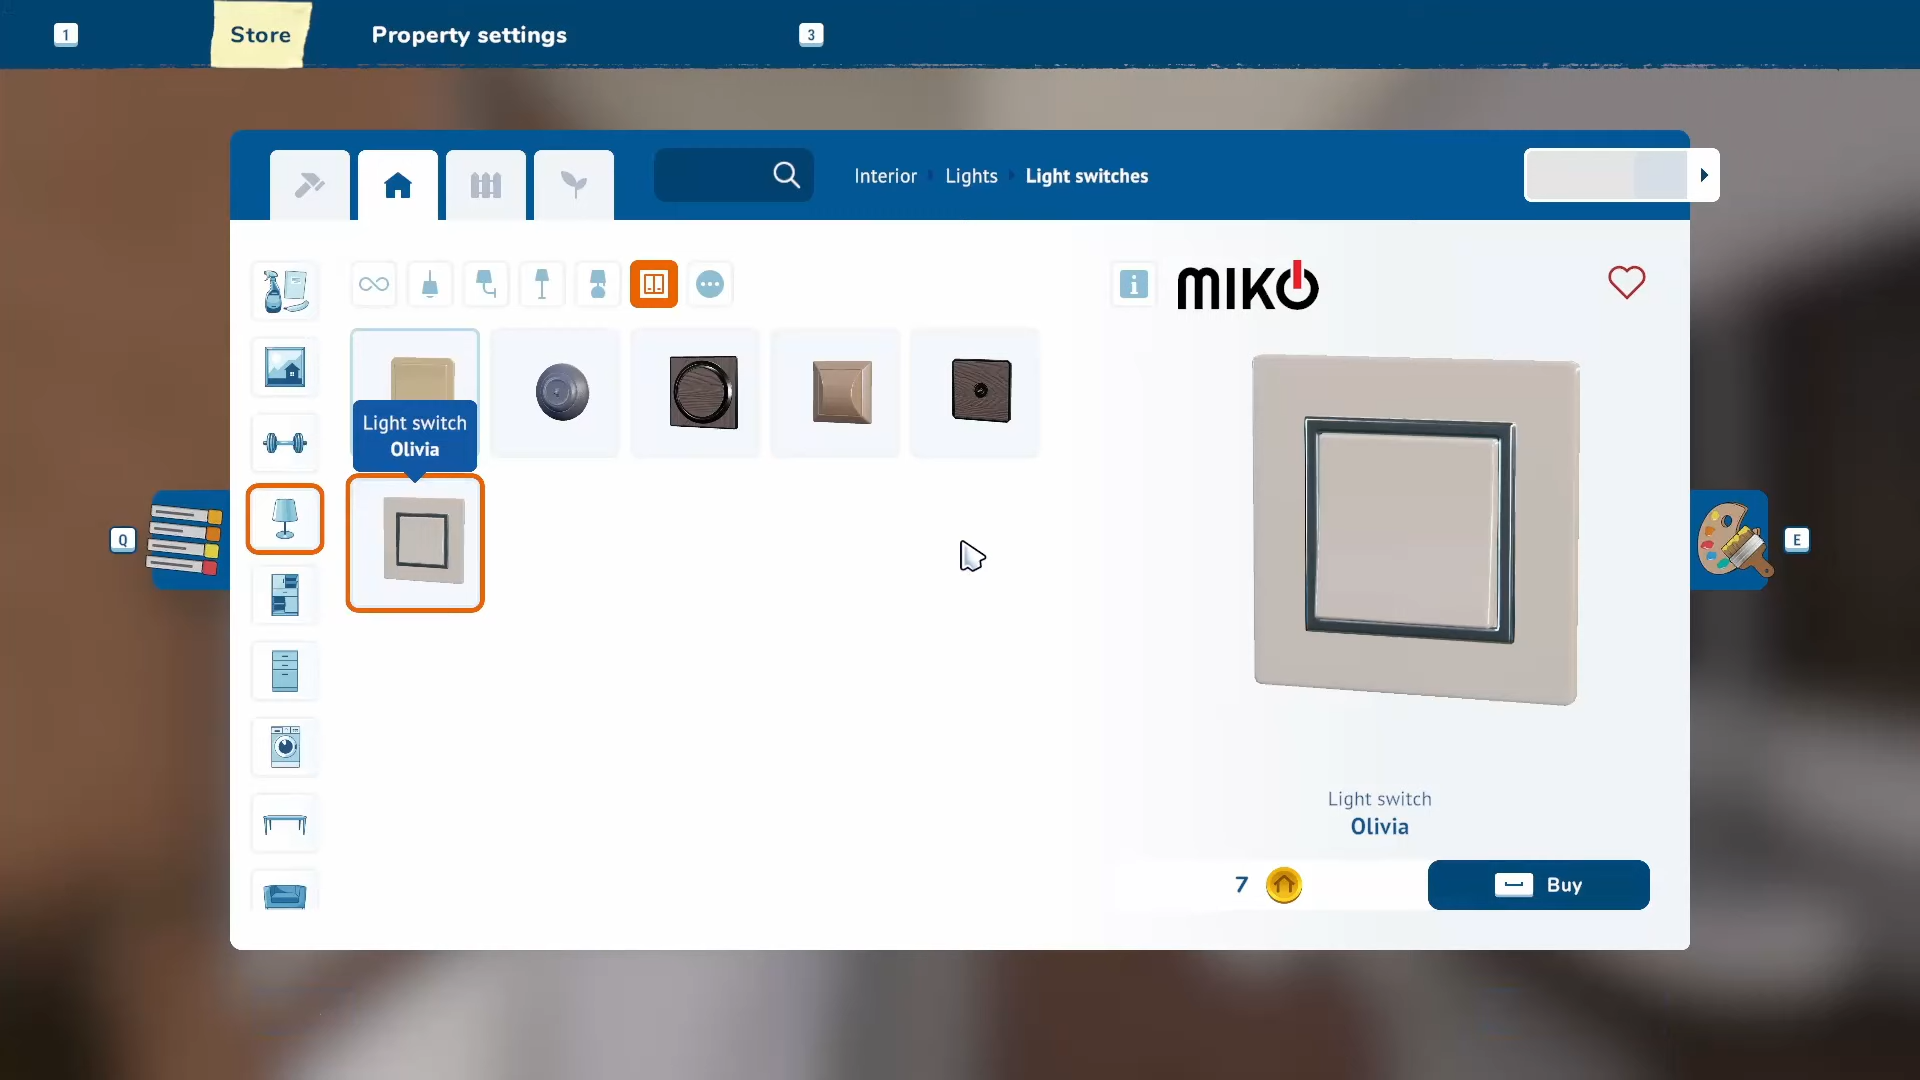 1
Store
Property settings
3
Interior
Lights
Light switches
MIKO
Light switch
Olivia
Q
E
Light switch
Olivia
7
Buy